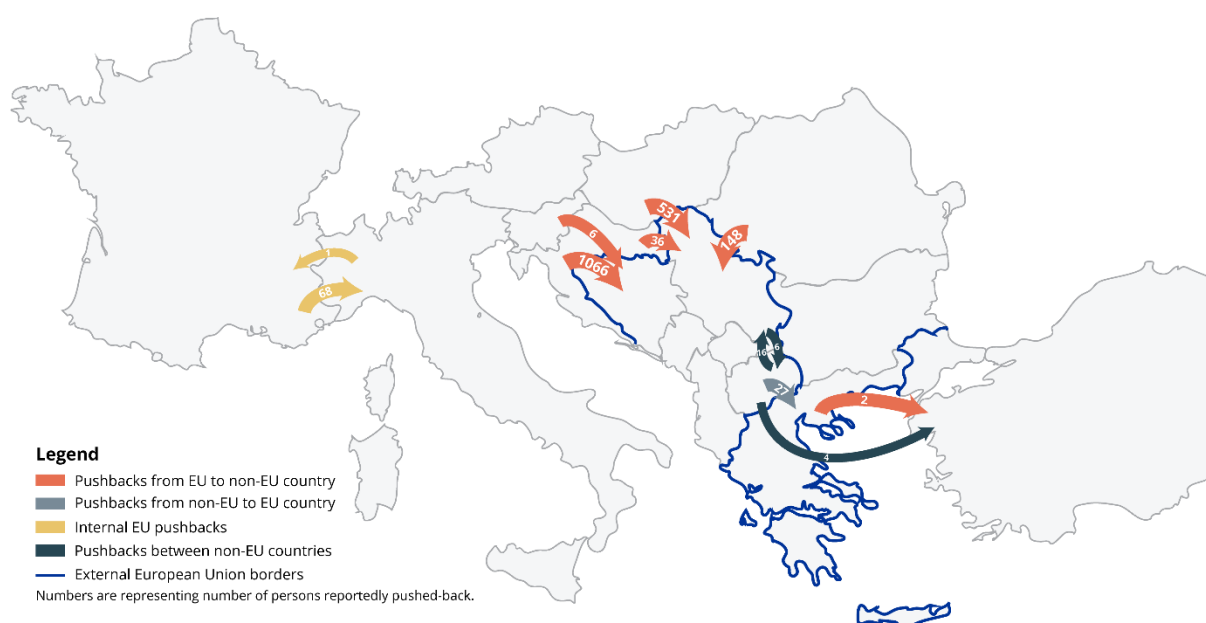 531
6
36
148
1066
1
68
16
6
27
2
4
Legend
Pushbacks from EU to non-EU country
Pushbacks from non-EU to EU country
Internal EU pushbacks
Pushbacks between non-EU countries
External European Union borders
Numbers are representing number of persons reportedly pushed-back.